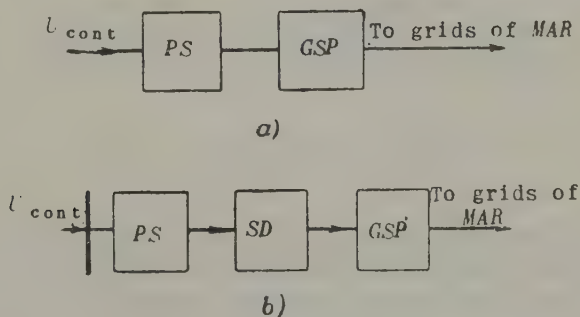 l cont PS GSP To grids of MAR
a)
l cont PS SD GSP To grids of
MAR
b)